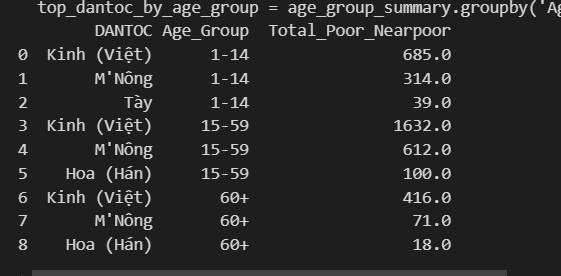 top_dantoc_by_age_group = age_group_summary.groupby('Ag
DANTOC Age_Group Total_Poor_Nearpoor
0 Kinh (Việt) 1-14 685.0
1 M'Nông 1-14 314.0
2 Tày 1-14 39.0
3 Kinh (Việt) 15-59 1632.0
4 M'Nông 15-59 612.0
5 Hoa (Hán) 15-59 100.0
6 Kinh (Việt) 60+ 416.0
7 M'Nông 60+ 71.0
8 Hoa (Hán) 60+ 18.0